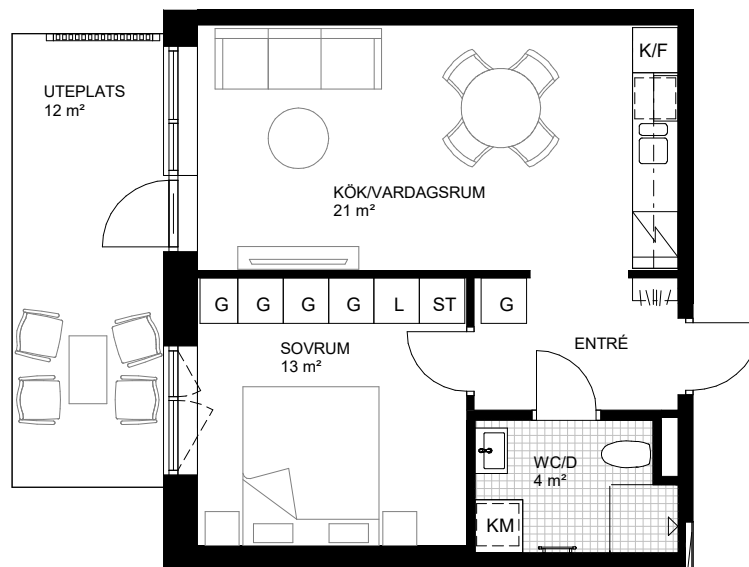 K/F
UTEPLATS
12 m²
KÖK/VARDAGSRUM
21 m²
G G G G L ST G
SOVRUM
13 m²
ENTRÉ
WC/D
4 m²
KM